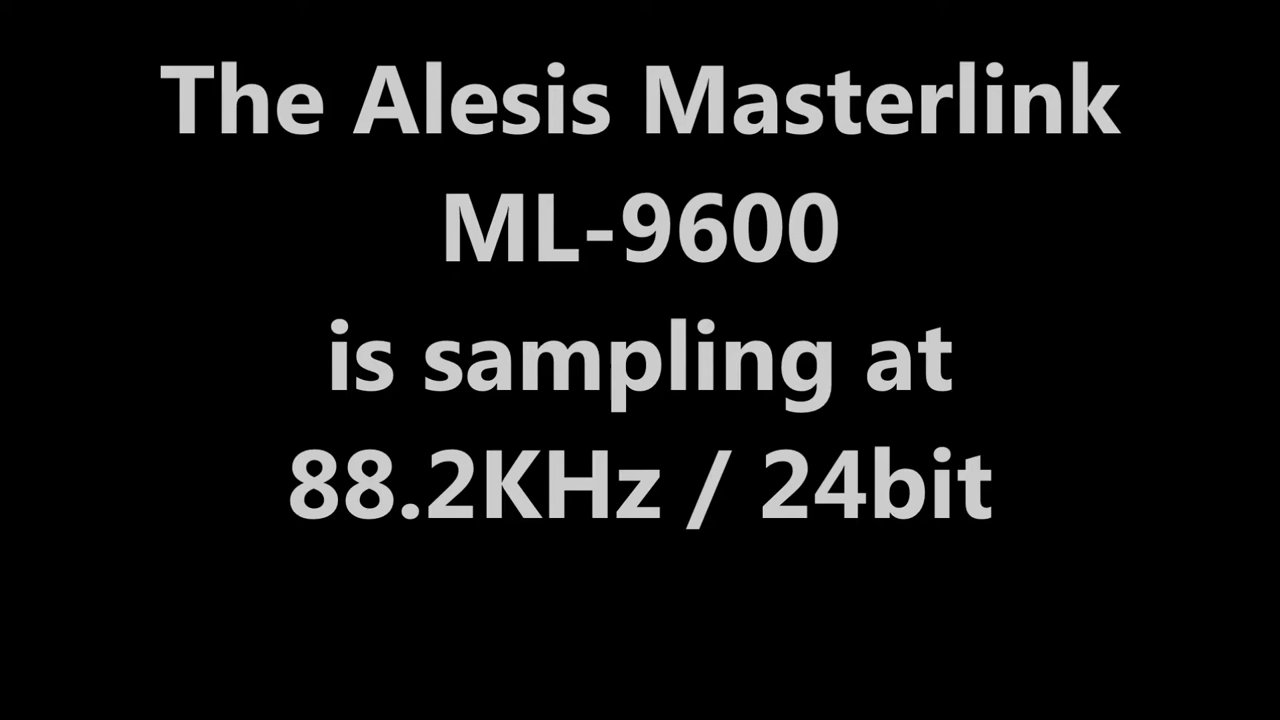 The Alesis Masterlink
ML-9600
is sampling at
88.2KHz / 24bit